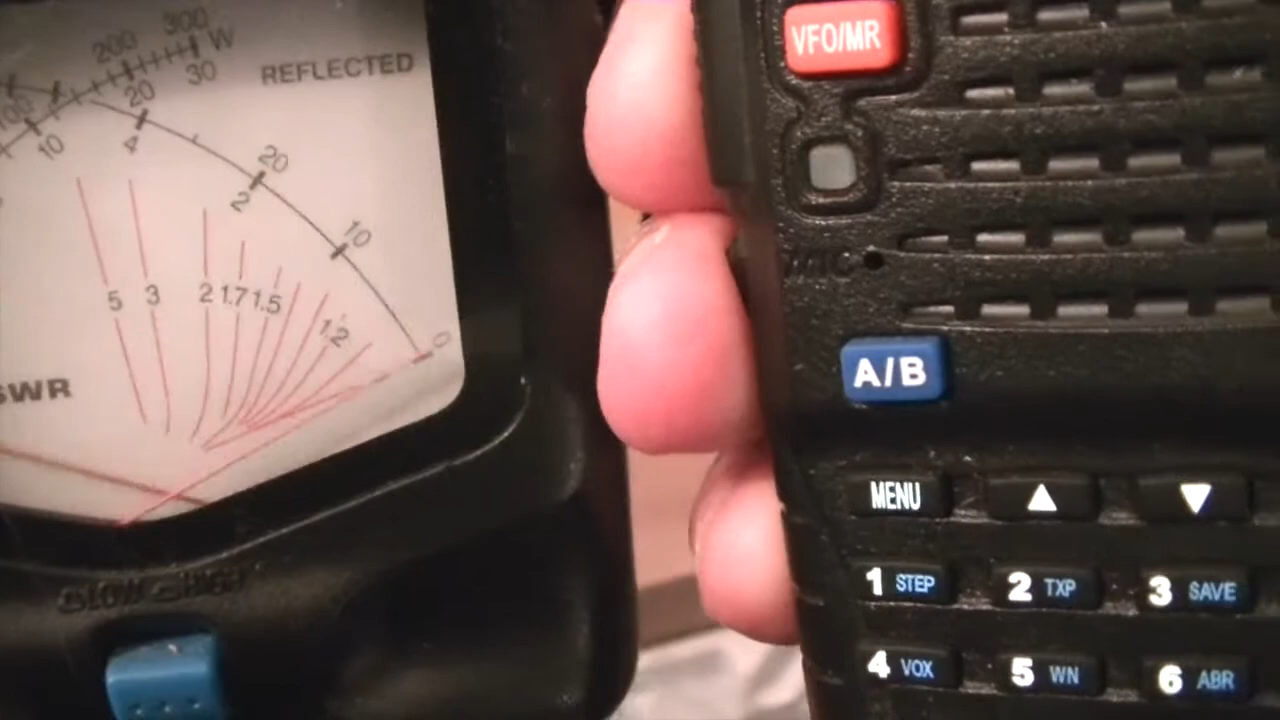 300
200
W
30
REFLECTED
100
20
10
4
20
2
10
5 3 2 1.7 1.5
1.2
0
SWR
LOW HIGH
VFO/MR
MIC
A/B
MENU ▲ ▼
1 STEP 2 TXP 3 SAVE
4 VOX 5 WN 6 ABR